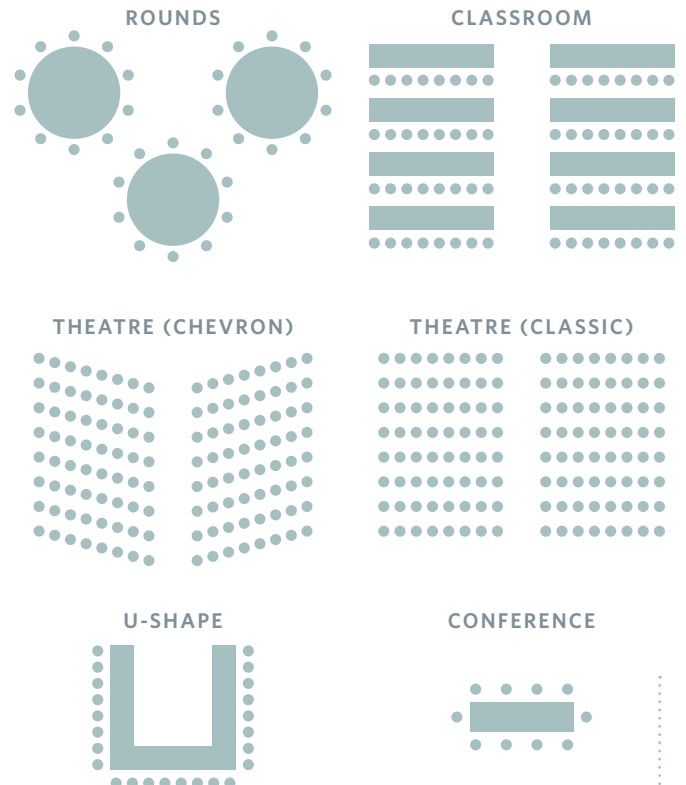 ROUNDS
CLASSROOM
THEATRE (CHEVRON)
THEATRE (CLASSIC)
U-SHAPE
CONFERENCE